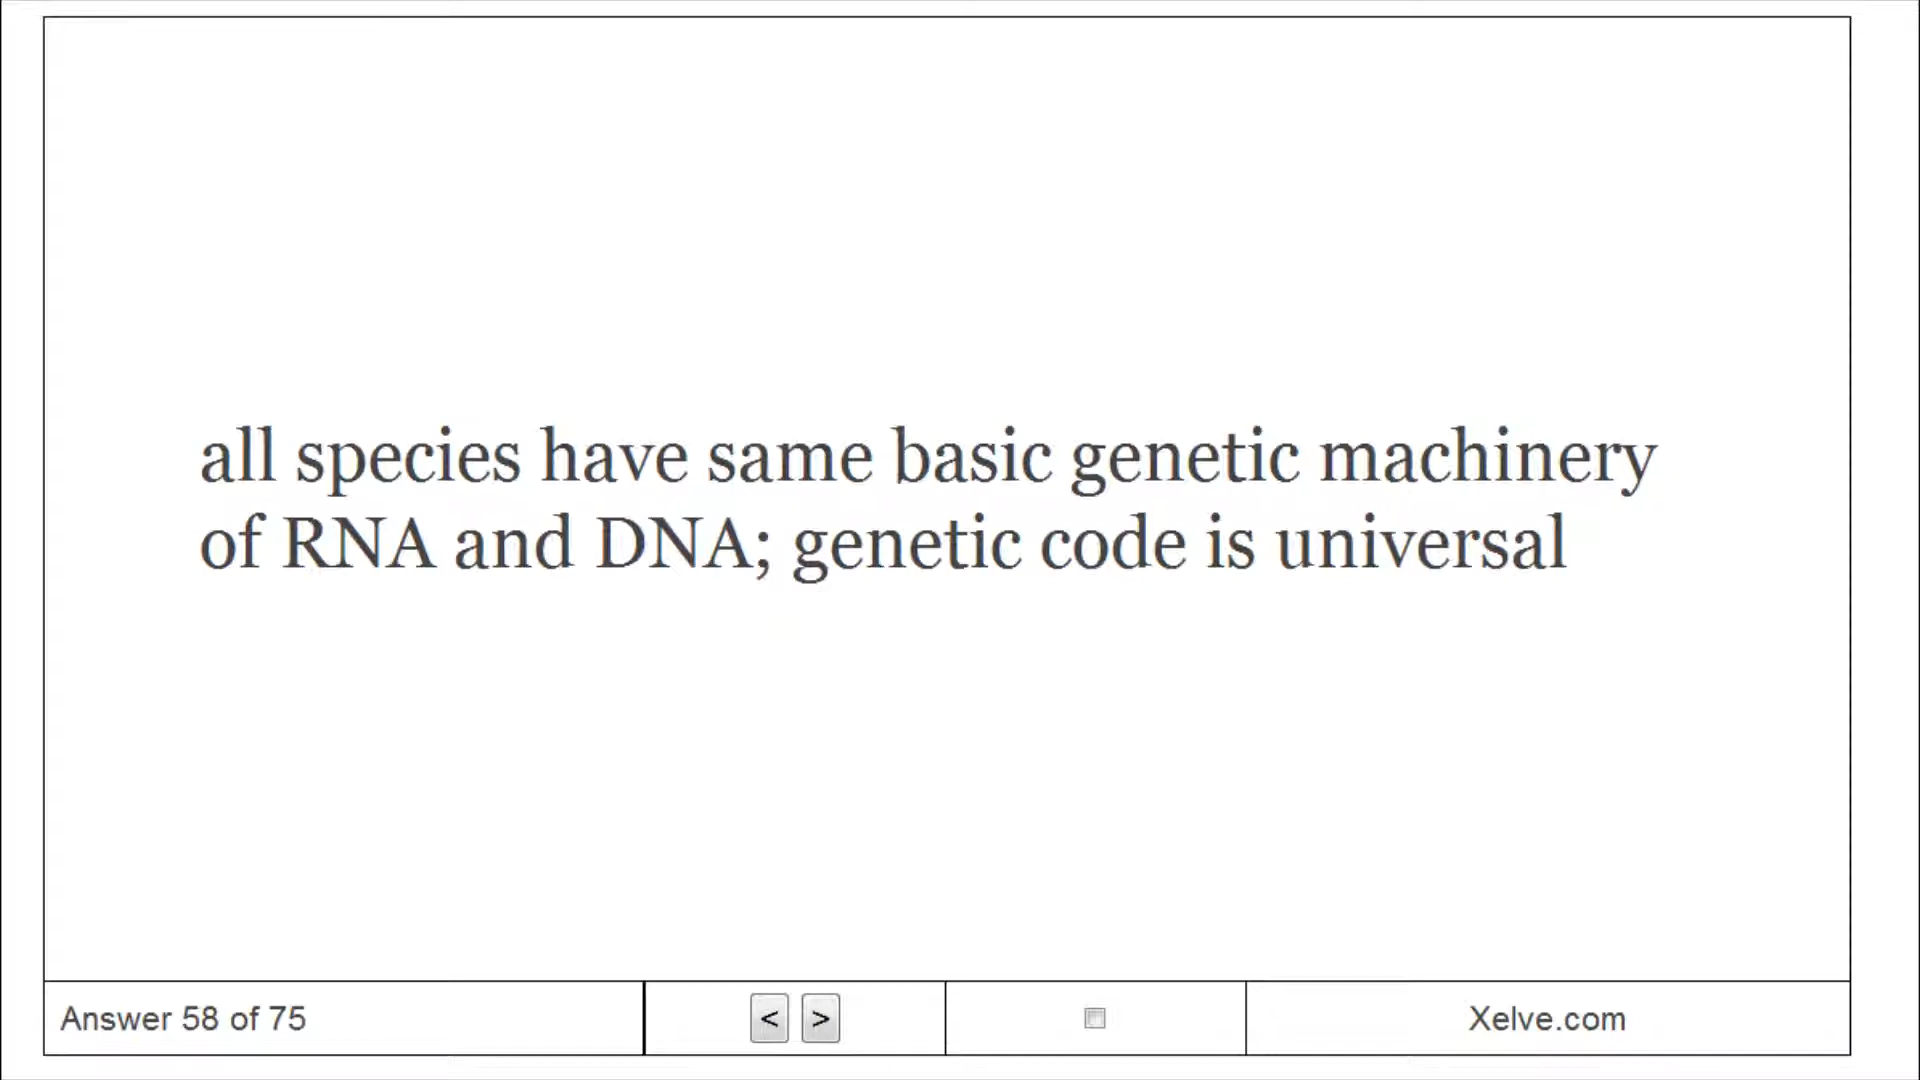 all species have same basic genetic machinery
of RNA and DNA; genetic code is universal
Answer 58 of 75
< >
Xelve.com